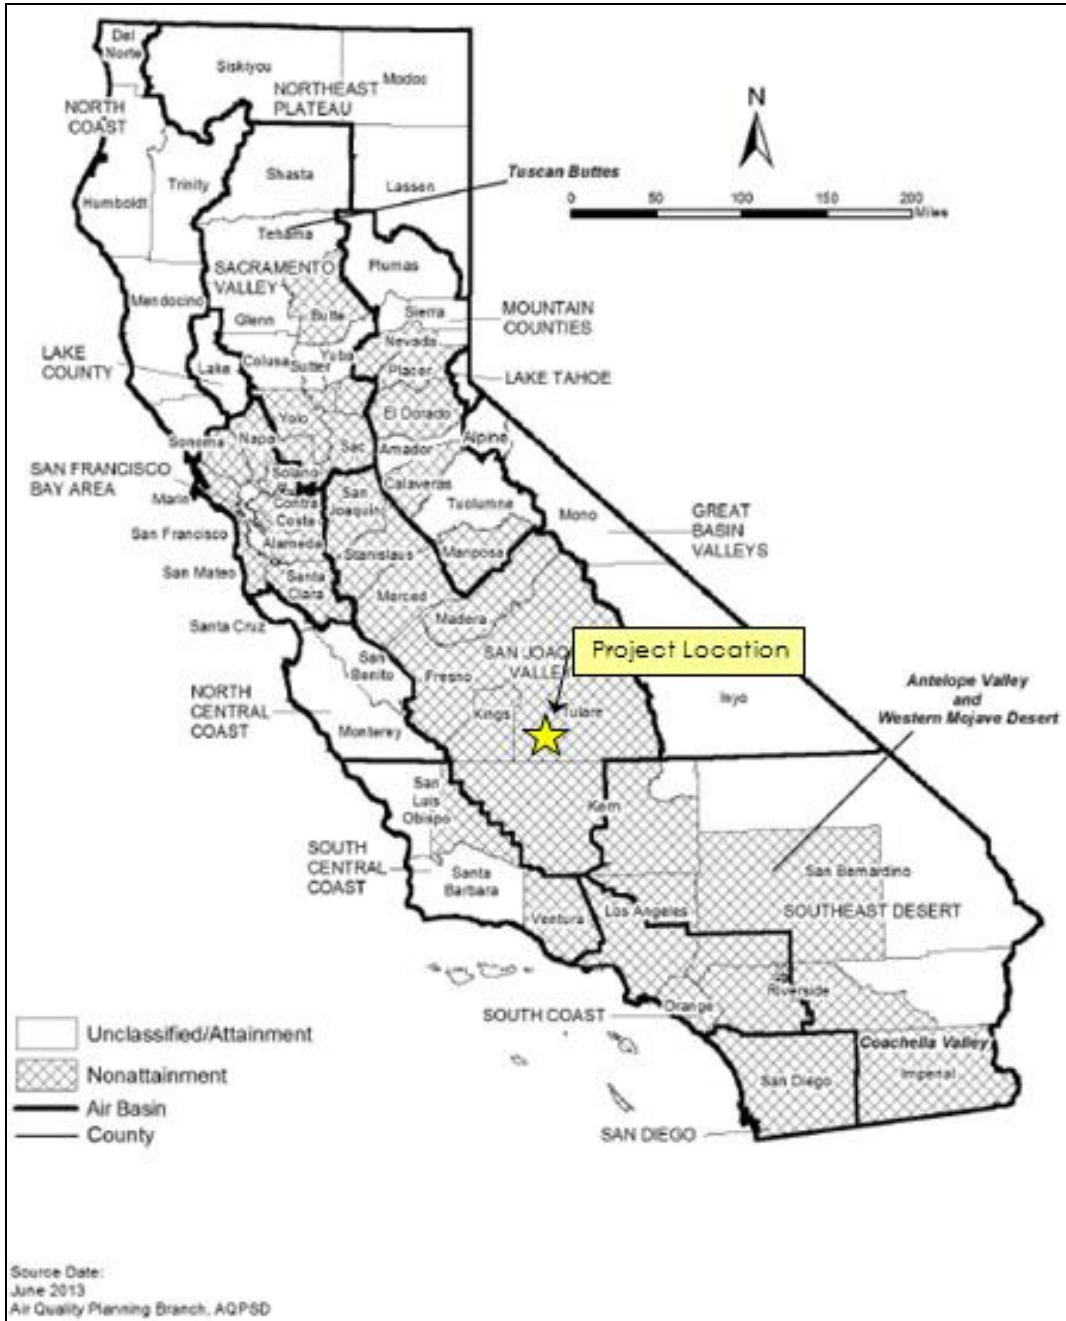 Del
Norte
Siskiyou
Modoc
NORTHEAST
PLATEAU
NORTH
COAST
N
Trinity
Shasta
Lassen
Tuscan Buttes
Humboldt
0 50 100 150 200
Miles
Tehama
SACRAMENTO
VALLEY
Plumas
Mendocino
Glenn
Butte
Sierra
MOUNTAIN
COUNTIES
Nevada
LAKE
COUNTY
Lake
Colusa
Sutter
Yuba
Placer
LAKE TAHOE
Yolo
El Dorado
Sonoma
Napa
Sac
Amador
Alpine
SAN FRANCISCO
BAY AREA
Solano
Calaveras
Marin
Contra
Costa
San
Joaquin
Tuolumne
Mono
GREAT
BASIN
VALLEYS
San Francisco
Alameda
Stanislaus
Mariposa
San Mateo
Santa
Clara
Merced
Madera
Santa Cruz
San
Benito
Fresno
SAN JOAQ
VALLEY
Project Location
NORTH
CENTRAL
COAST
Monterey
Kings
Tulare
Inyo
Antelope Valley
and
Western Mojave Desert
San
Luis
Obispo
Kern
SOUTH
CENTRAL
COAST
Santa
Barbara
San Bernardino
Ventura
Los Angeles
SOUTHEAST DESERT
Riverside
SOUTH COAST
Orange
Coachella Valley
San Diego
Imperial
SAN DIEGO
Unclassified/Attainment
Nonattainment
Air Basin
County
Source Date:
June 2013
Air Quality Planning Branch, AQPSD